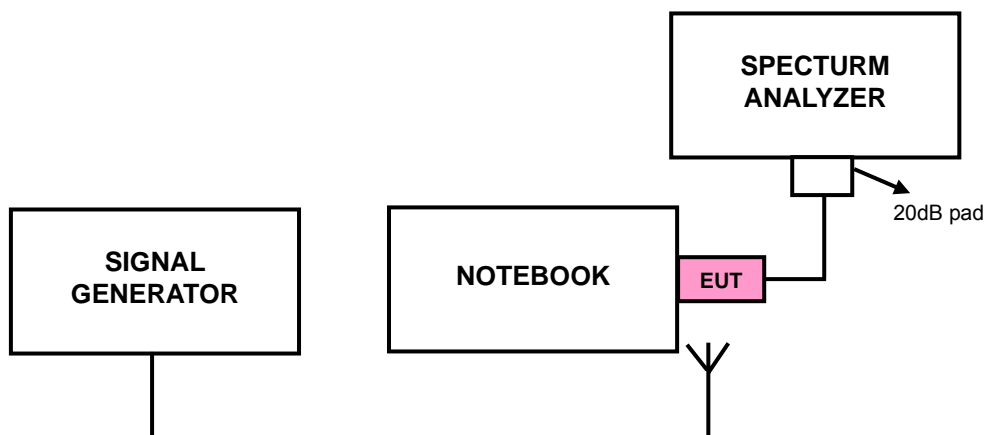 SPECTURM
ANALYZER
20dB pad
SIGNAL
GENERATOR
NOTEBOOK
EUT